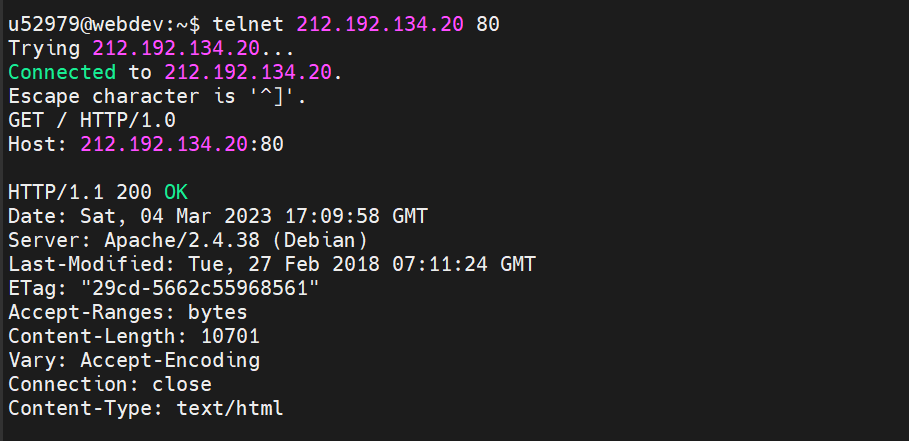 u52979@webdev:~$ telnet 212.192.134.20 80
Trying 212.192.134.20...
Connected to 212.192.134.20.
Escape character is '^]'.
GET / HTTP/1.0
Host: 212.192.134.20:80

HTTP/1.1 200 OK
Date: Sat, 04 Mar 2023 17:09:58 GMT
Server: Apache/2.4.38 (Debian)
Last-Modified: Tue, 27 Feb 2018 07:11:24 GMT
ETag: "29cd-5662c55968561"
Accept-Ranges: bytes
Content-Length: 10701
Vary: Accept-Encoding
Connection: close
Content-Type: text/html